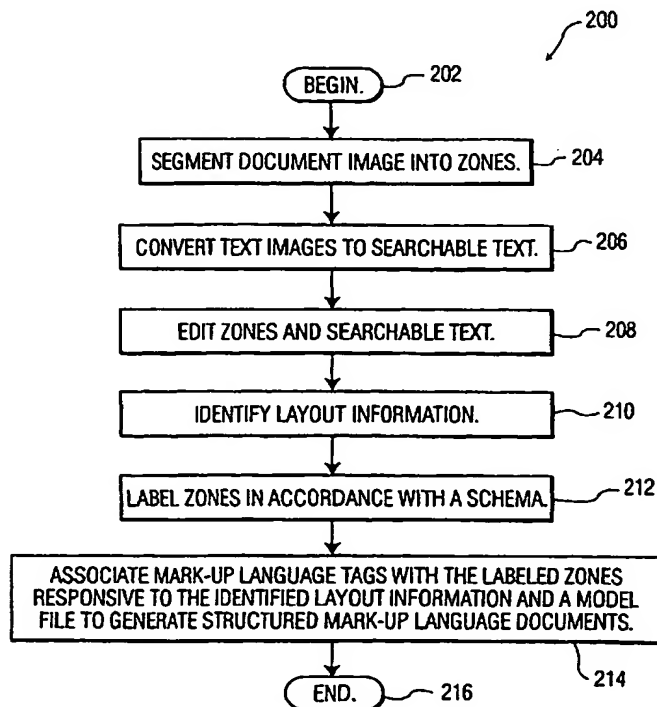 200
BEGIN.
202
SEGMENT DOCUMENT IMAGE INTO ZONES.
204
CONVERT TEXT IMAGES TO SEARCHABLE TEXT.
206
EDIT ZONES AND SEARCHABLE TEXT.
208
IDENTIFY LAYOUT INFORMATION.
210
LABEL ZONES IN ACCORDANCE WITH A SCHEMA.
212
ASSOCIATE MARK-UP LANGUAGE TAGS WITH THE LABELED ZONES
RESPONSIVE TO THE IDENTIFIED LAYOUT INFORMATION AND A MODEL
FILE TO GENERATE STRUCTURED MARK-UP LANGUAGE DOCUMENTS.
214
END.
216